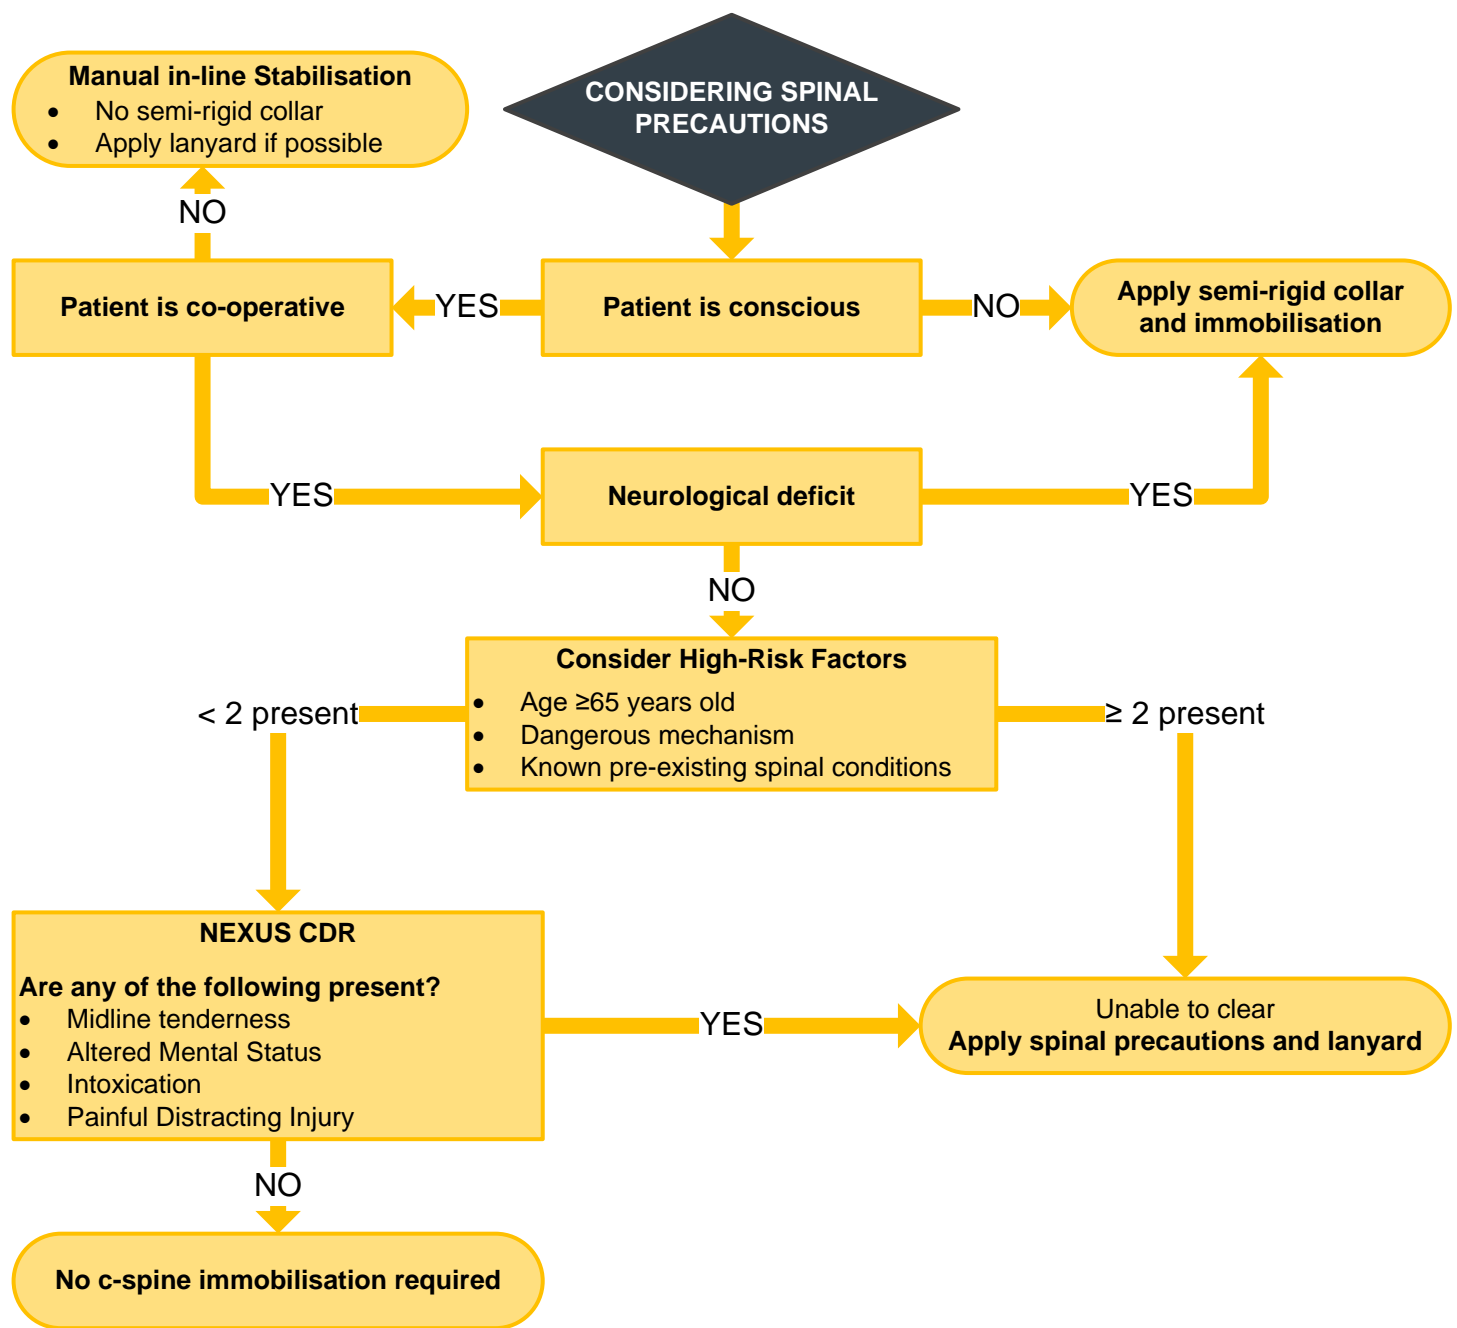 CONSIDERING SPINAL
PRECAUTIONS
Manual in-line Stabilisation
• No semi-rigid collar
• Apply lanyard if possible
NO
Patient is co-operative
YES
Patient is conscious
NO
Apply semi-rigid collar
and immobilisation
YES
Neurological deficit
YES
NO
Consider High-Risk Factors
• Age ≥65 years old
• Dangerous mechanism
• Known pre-existing spinal conditions
< 2 present
≥ 2 present
NEXUS CDR
Are any of the following present?
• Midline tenderness
• Altered Mental Status
• Intoxication
• Painful Distracting Injury
YES
Unable to clear
Apply spinal precautions and lanyard
NO
No c-spine immobilisation required